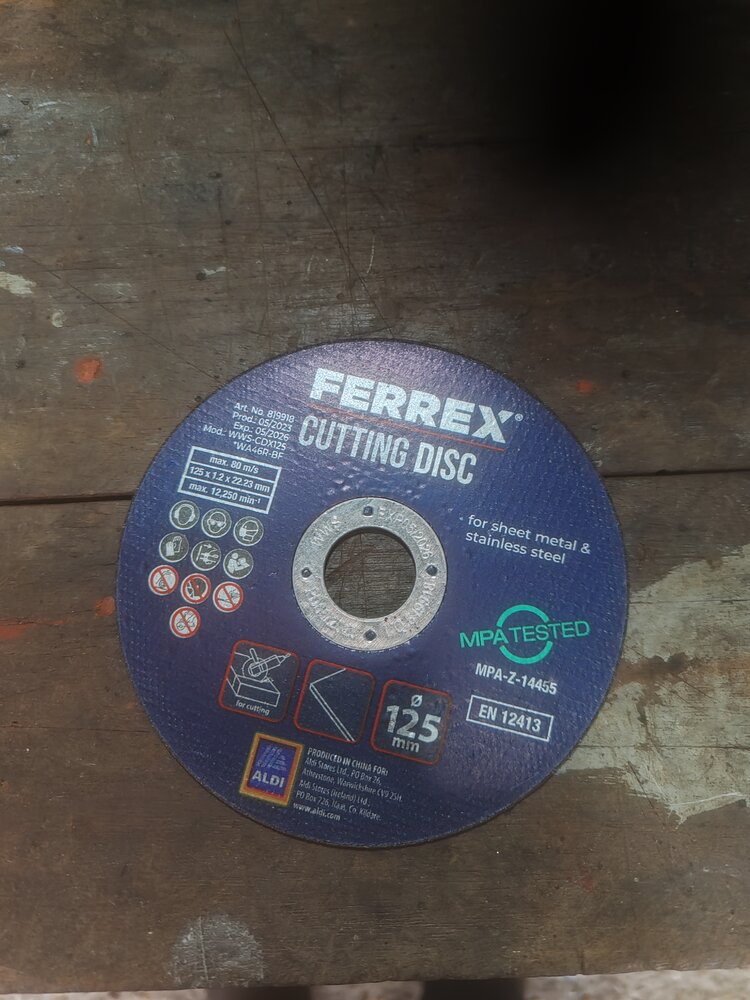 FERREX®
CUTTING DISC
Art. No. 819918
Prod.: 05/2023
Exp.: 05/2026
Mod.: WWS-CDX125
*WA46R-BF
max. 80 m/s
125 x 1.2 x 22.23 mm
max. 12,250 min⁻¹
- for sheet metal &
stainless steel
MPA TESTED
MPA-Z-14455
EN 12413
for cutting
Ø
125
mm
ALDI
PRODUCED IN CHINA FOR:
Aldi Stores Ltd., PO Box 26,
Atherstone, Warwickshire CV9 2SH.
Aldi Stores (Ireland) Ltd.,
PO Box 726, Naas, Co. Kildare.
www.aldi.com